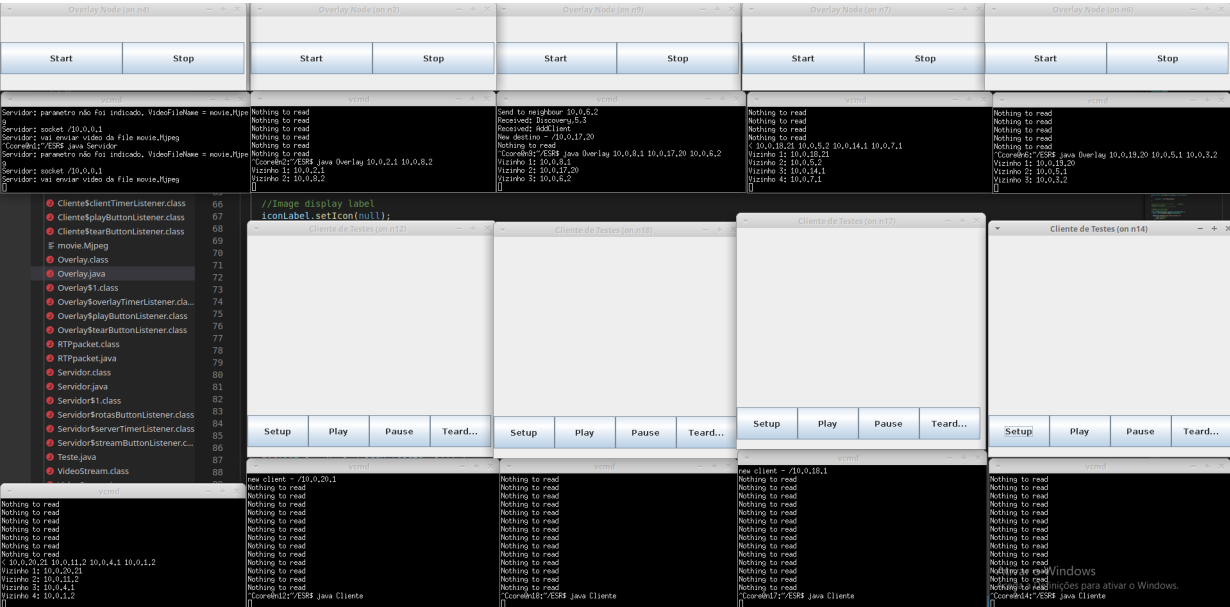 Overlay Node (on n4)
Start
Stop
Overlay Node (on n2)
Start
Stop
Overlay Node (on n9)
Start
Stop
Overlay Node (on n7)
Start
Stop
Overlay Node (on n6)
Start
Stop
vcmd
Servidor: parametro não foi indicado. VideoFileName = movie.Mjpe
g
Servidor: socket /10.0.0.1
Servidor: vai enviar video da file movie.Mjpeg
^Ccore@n1:~/ESR$ java Servidor
Servidor: parametro não foi indicado. VideoFileName = movie.Mjpe
g
Servidor: socket /10.0.0.1
Servidor: vai enviar video da file movie.Mjpeg
vcmd
Nothing to read
Nothing to read
Nothing to read
Nothing to read
Nothing to read
Nothing to read
^Ccore@n2:~/ESR$ java Overlay 10.0.2.1 10.0.8.2
Vizinho 1: 10.0.2.1
Vizinho 2: 10.0.8.2
vcmd
Send to neighbour 10.0.6.2
Received: Discovery,5.3
Received: AddClient
New destino - /10.0.17.20
Nothing to read
^Ccore@n9:~/ESR$ java Overlay 10.0.8.1 10.0.17.20 10.0.6.2
Vizinho 1: 10.0.8.1
Vizinho 2: 10.0.17.20
Vizinho 3: 10.0.6.2
vcmd
Nothing to read
Nothing to read
Nothing to read
Nothing to read
< 10.0.18.21 10.0.5.2 10.0.14.1 10.0.7.1
Vizinho 1: 10.0.18.21
Vizinho 2: 10.0.5.2
Vizinho 3: 10.0.14.1
Vizinho 4: 10.0.7.1
vcmd
Nothing to read
Nothing to read
Nothing to read
Nothing to read
Nothing to read
^Ccore@n6:~/ESR$ java Overlay 10.0.19.20 10.0.5.1 10.0.3.2
Vizinho 1: 10.0.19.20
Vizinho 2: 10.0.5.1
Vizinho 3: 10.0.3.2
Cliente$clientTimerListener.class
Cliente$playButtonListener.class
Cliente$tearButtonListener.class
movie.Mjpeg
Overlay.class
Overlay.java
Overlay$1.class
Overlay$overlayTimerListener.cla...
Overlay$playButtonListener.class
Overlay$tearButtonListener.class
RTPpacket.class
RTPpacket.java
Servidor.class
Servidor.java
Servidor$1.class
Servidor$rotasButtonListener.class
Servidor$serverTimerListener.class
Servidor$streamButtonListener.c...
Teste.java
VideoStream.class
66 //Image display label
67 iconLabel.setIcon(null);
68
69
70
71
72
73
74
75
76
77
78
79
80
81
82
83
84
85
86
87
88
Cliente de Testes (on n12)
Setup
Play
Pause
Teard...
Cliente de Testes (on n18)
Setup
Play
Pause
Teard...
Cliente de Testes (on n17)
Setup
Play
Pause
Teard...
Cliente de Testes (on n14)
Setup
Play
Pause
Teard...
vcmd
Nothing to read
Nothing to read
Nothing to read
Nothing to read
Nothing to read
Nothing to read
Nothing to read
< 10.0.20.21 10.0.11.2 10.0.4.1 10.0.1.2
Vizinho 1: 10.0.20.21
Vizinho 2: 10.0.11.2
Vizinho 3: 10.0.4.1
Vizinho 4: 10.0.1.2
vcmd
new client - /10.0.20.1
Nothing to read
Nothing to read
Nothing to read
Nothing to read
Nothing to read
Nothing to read
Nothing to read
Nothing to read
Nothing to read
Nothing to read
Nothing to read
Nothing to read
Nothing to read
^Ccore@n12:~/ESR$ java Cliente
vcmd
Nothing to read
Nothing to read
Nothing to read
Nothing to read
Nothing to read
Nothing to read
Nothing to read
Nothing to read
Nothing to read
Nothing to read
Nothing to read
Nothing to read
Nothing to read
Nothing to read
^Ccore@n18:~/ESR$ java Cliente
vcmd
new client - /10.0.18.1
Nothing to read
Nothing to read
Nothing to read
Nothing to read
Nothing to read
Nothing to read
Nothing to read
Nothing to read
Nothing to read
Nothing to read
Nothing to read
Nothing to read
Nothing to read
Nothing to read
^Ccore@n17:~/ESR$ java Cliente
vcmd
Nothing to read
Nothing to read
Nothing to read
Nothing to read
Nothing to read
Nothing to read
Nothing to read
Nothing to read
Nothing to read
Nothing to read
Nothing to read
Nothing to read
Nothing to read
Nothing to read
^Ccore@n14:~/ESR$ java Cliente
Windows
definições para ativar o Windows.